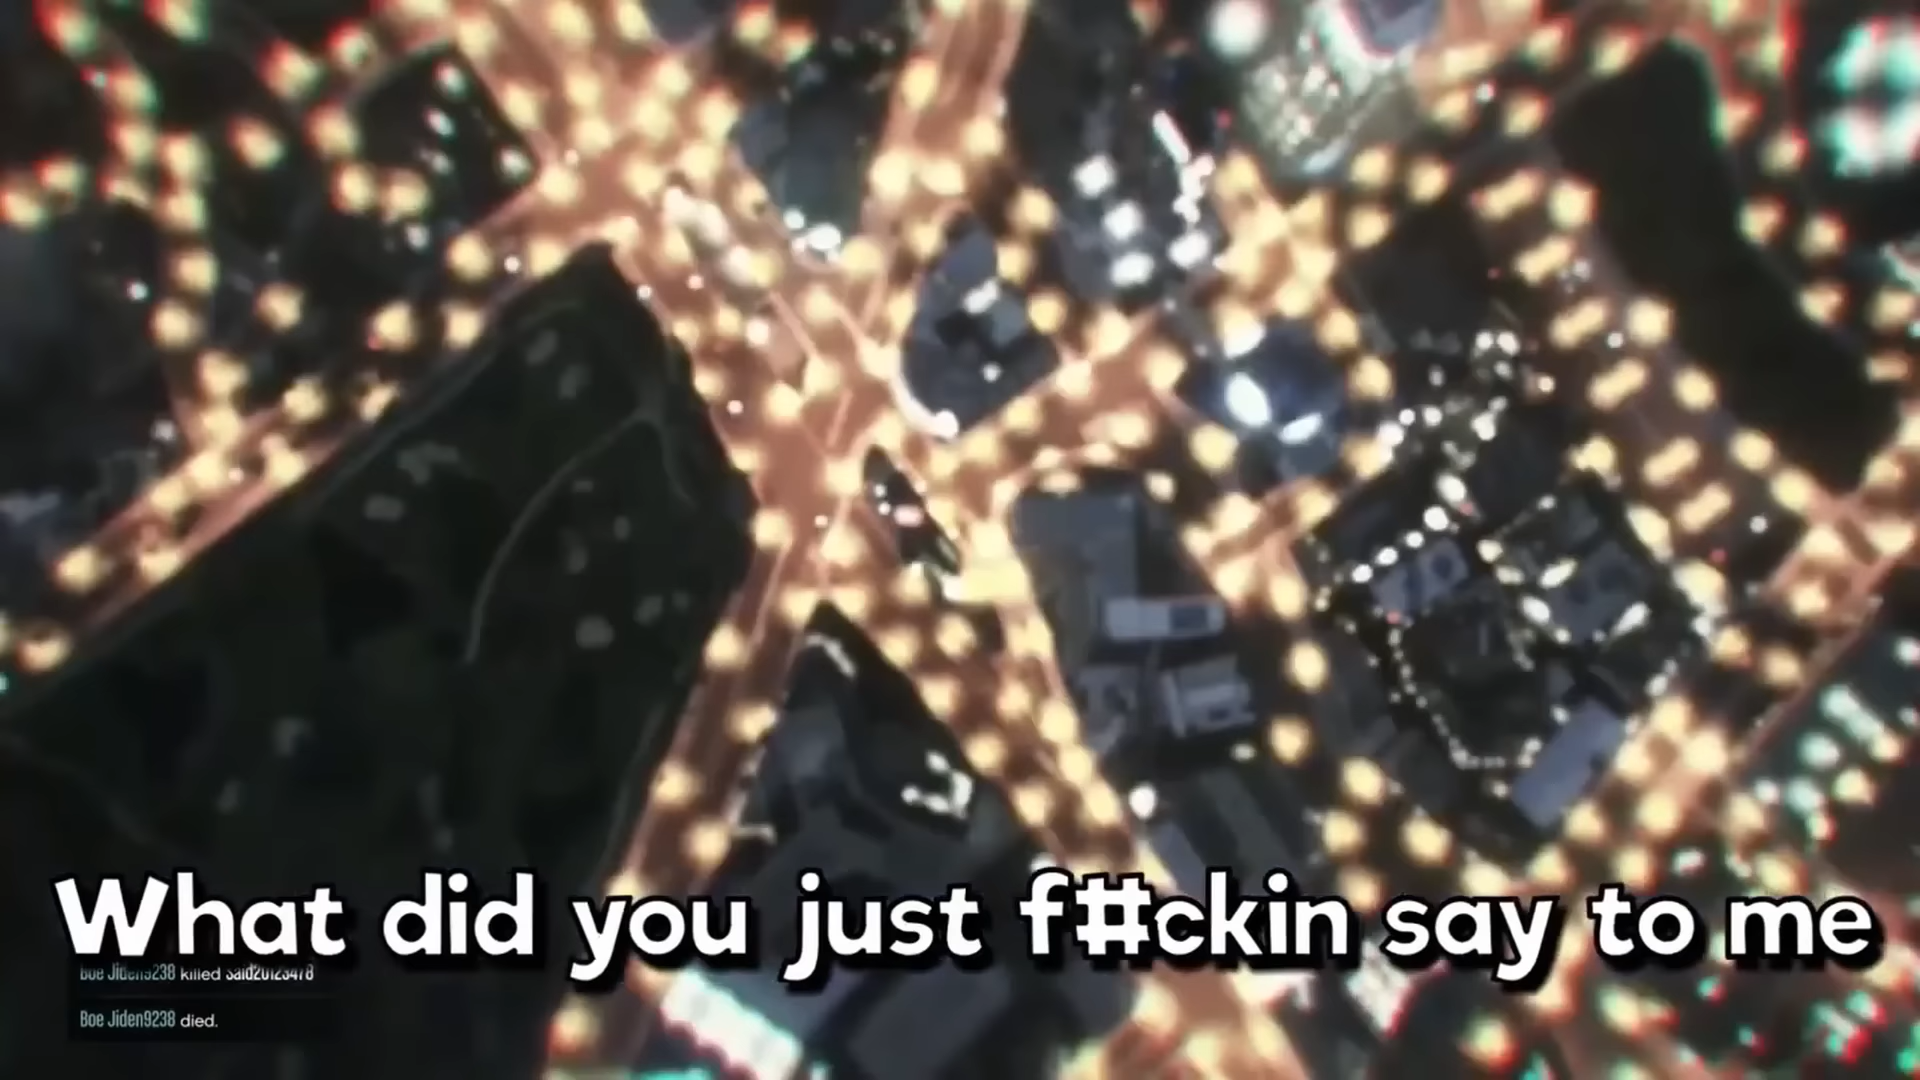 What did you just f#ckin say to me
Boe Jiden9238 killed Said20123478
Boe Jiden9238 died.